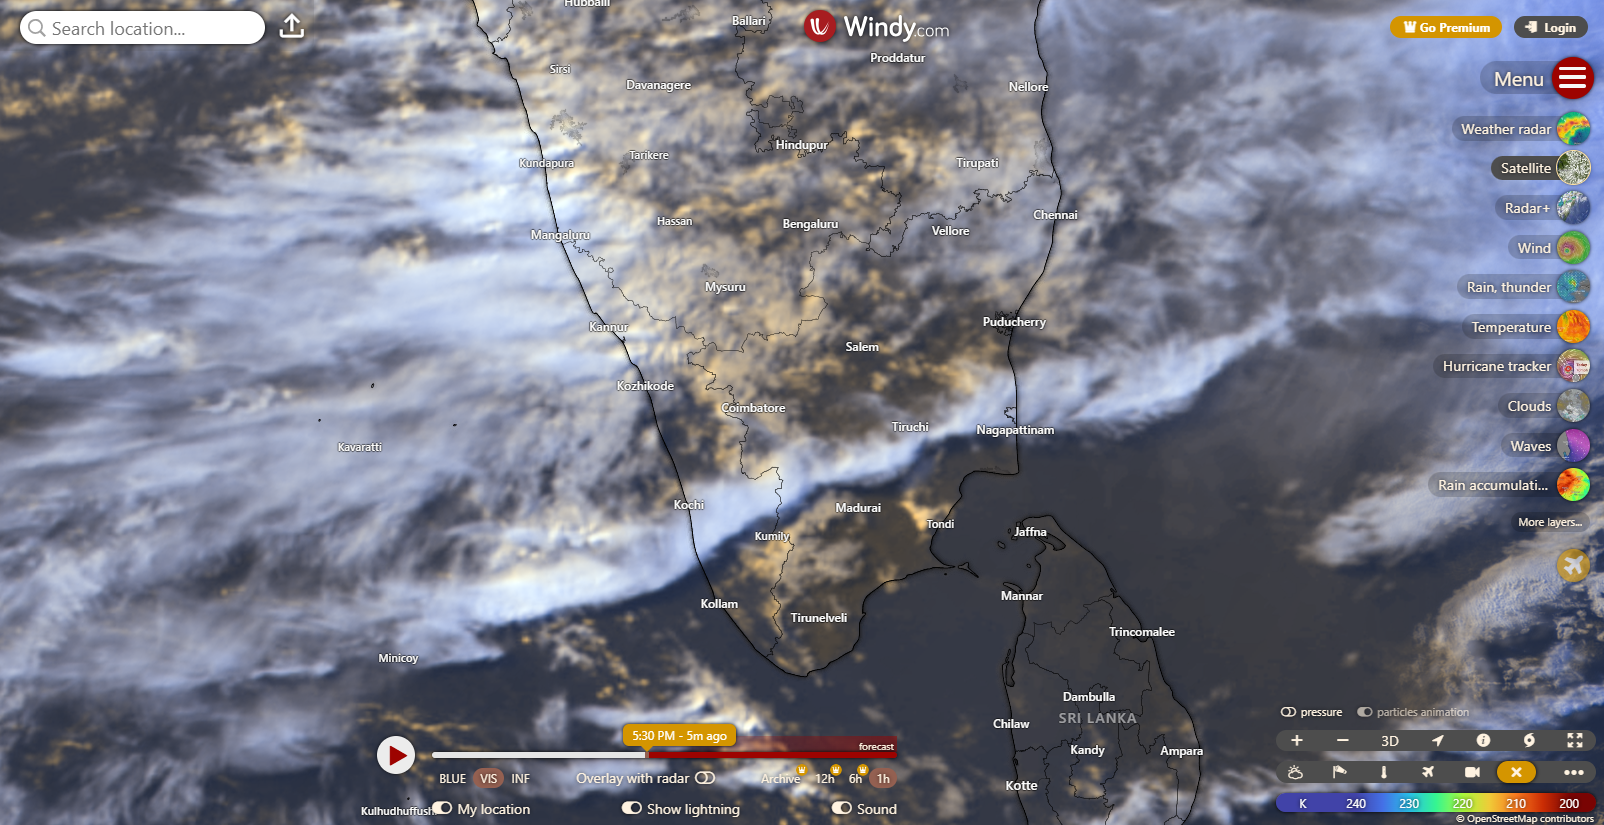 Hubballi
Ballari
Search location...
Windy.com
Go Premium
Login
Proddatur
Sirsi
Davanagere
Nellore
Menu
Weather radar
Hindupur
Kundapura
Tarikere
Tirupati
Satellite
Radar+
Hassan
Bengaluru
Chennai
Mangaluru
Vellore
Wind
Mysuru
Rain, thunder
Kannur
Puducherry
Temperature
Salem
Hurricane tracker
Kozhikode
Coimbatore
Clouds
Tiruchi
Nagapattinam
Kavaratti
Waves
Rain accumulati...
Kochi
Madurai
Tondi
More layers...
Kumily
Jaffna
Mannar
Kollam
Tirunelveli
Trincomalee
Minicoy
Dambulla
SRI LANKA
Chilaw
pressure
particles animation
5:30 PM - 5m ago
forecast
Kandy
Ampara
3D
BLUE
VIS
INF
Overlay with radar
Archive
12h
6h
1h
Kotte
Kulhudhuffush
My location
Show lightning
Sound
K 240 230 220 210 200
© OpenStreetMap contributors